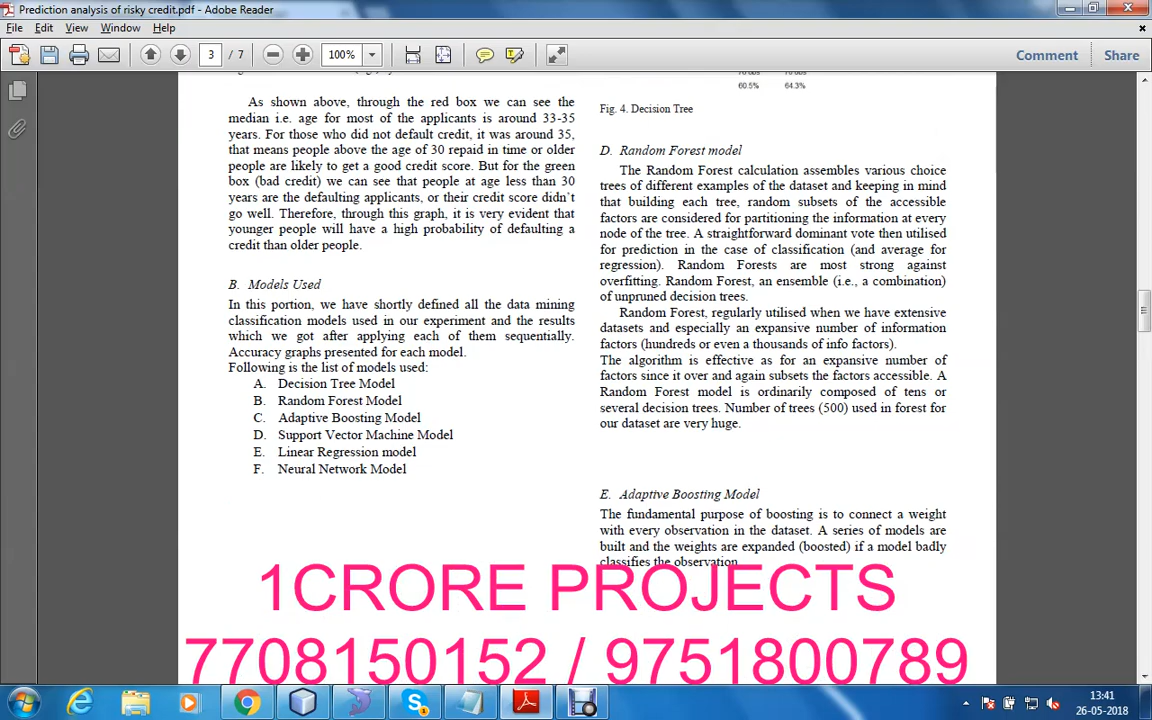 Prediction analysis of risky credit.pdf - Adobe Reader
File Edit View Window Help
3 / 7 100% Comment Share
As shown above, through the red box we can see the
median i.e. age for most of the applicants is around 33-35
years. For those who did not default credit, it was around 35,
that means people above the age of 30 repaid in time or older
people are likely to get a good credit score. But for the green
box (bad credit) we can see that people at age less than 30
years are the defaulting applicants, or their credit score didn't
go well. Therefore, through this graph, it is very evident that
younger people will have a high probability of defaulting a
credit than older people.
B. Models Used
In this portion, we have shortly defined all the data mining
classification models used in our experiment and the results
which we got after applying each of them sequentially.
Accuracy graphs presented for each model.
Following is the list of models used:
A. Decision Tree Model
B. Random Forest Model
C. Adaptive Boosting Model
D. Support Vector Machine Model
E. Linear Regression model
F. Neural Network Model
60.5% 64.3%
Fig. 4. Decision Tree
D. Random Forest model
The Random Forest calculation assembles various choice
trees of different examples of the dataset and keeping in mind
that building each tree, random subsets of the accessible
factors are considered for partitioning the information at every
node of the tree. A straightforward dominant vote then utilised
for prediction in the case of classification (and average for
regression). Random Forests are most strong against
overfitting. Random Forest, an ensemble (i.e., a combination)
of unpruned decision trees.
Random Forest, regularly utilised when we have extensive
datasets and especially an expansive number of information
factors (hundreds or even a thousands of info factors).
The algorithm is effective as for an expansive number of
factors since it over and again subsets the factors accessible. A
Random Forest model is ordinarily composed of tens or
several decision trees. Number of trees (500) used in forest for
our dataset are very huge.
E. Adaptive Boosting Model
The fundamental purpose of boosting is to connect a weight
with every observation in the dataset. A series of models are
built and the weights are expanded (boosted) if a model badly
classifies the observation.
1CRORE PROJECTS
7708150152 / 9751800789
13:41
26-05-2018